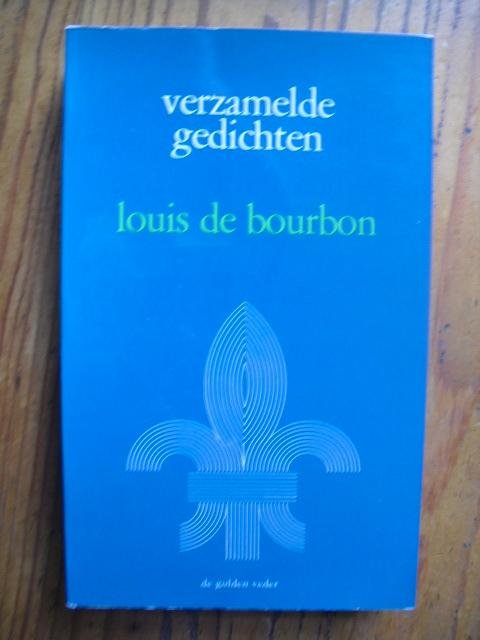 verzamelde
gedichten
louis de bourbon
de gulden veder